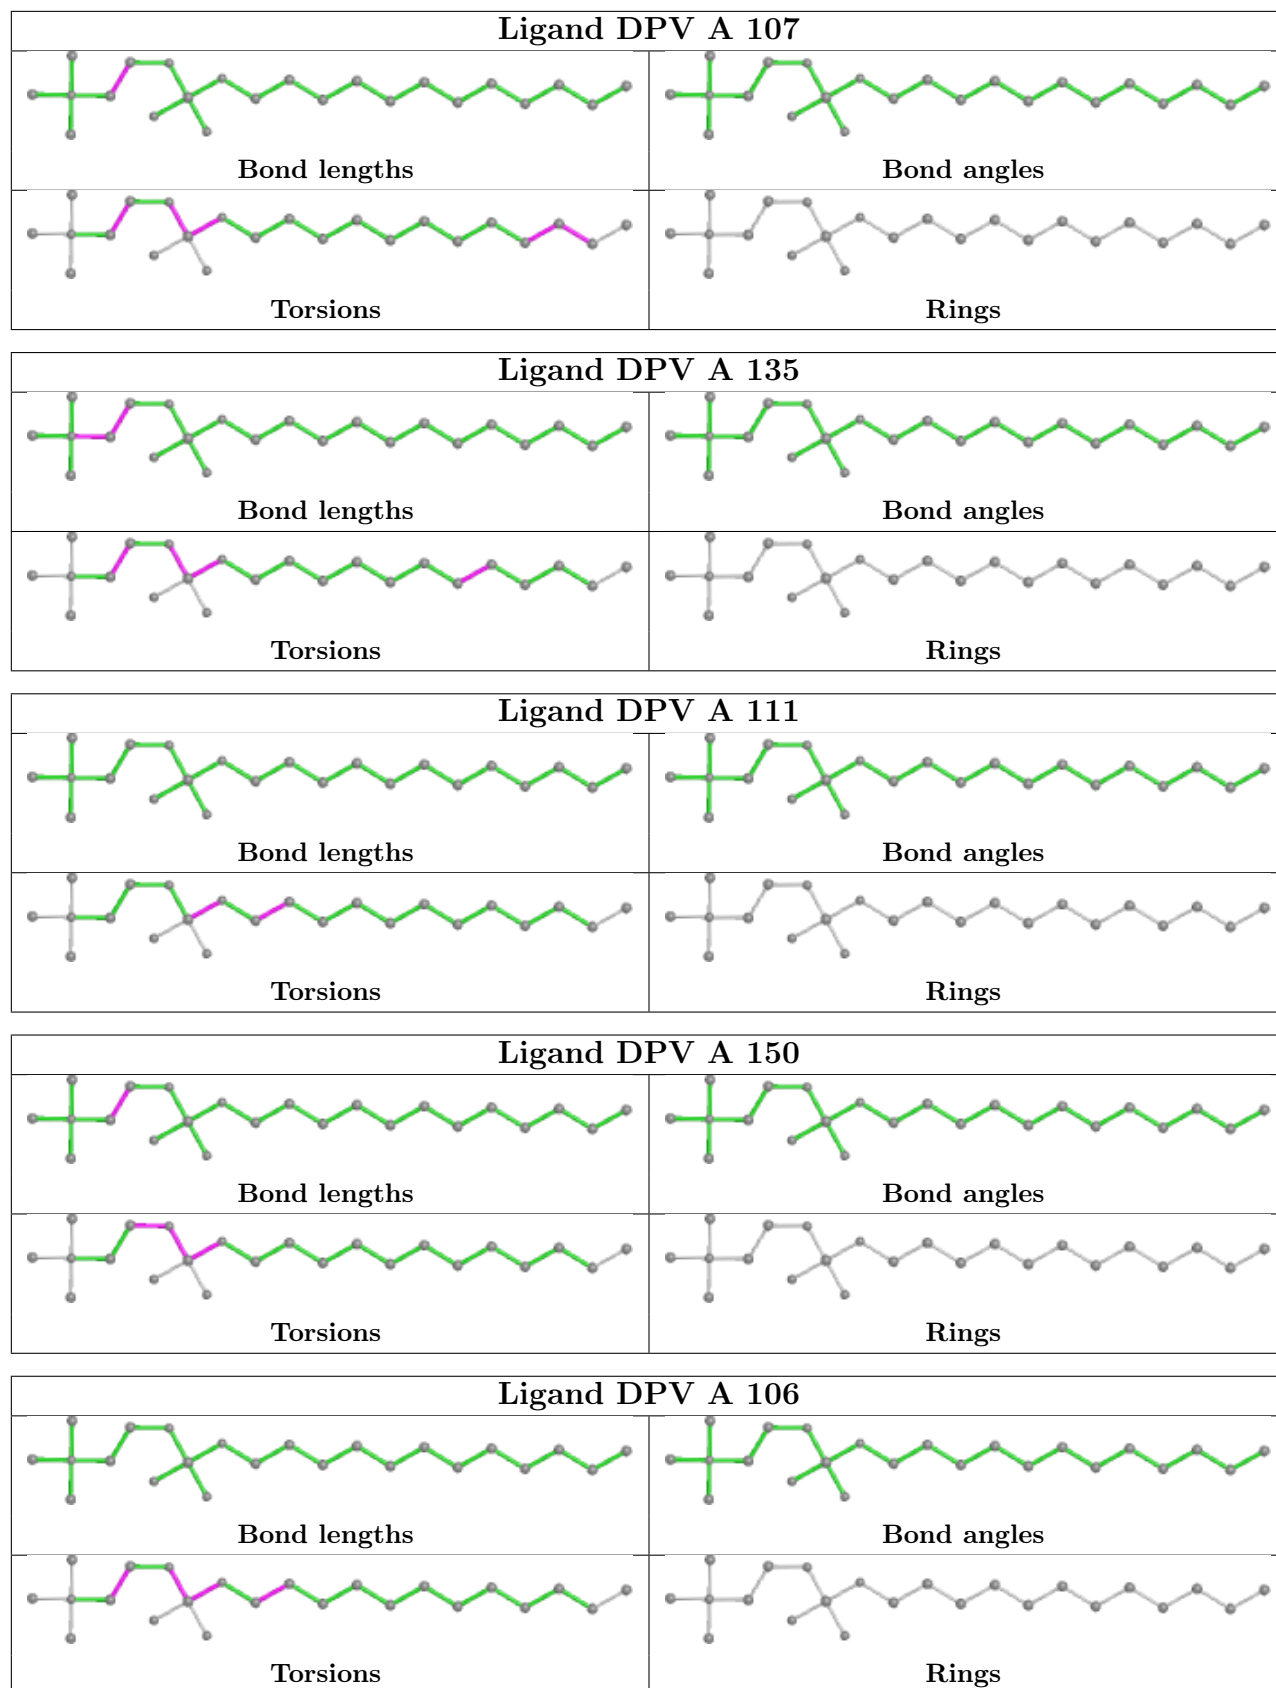 Ligand DPV A 107
Bond lengths
Bond angles
Torsions
Rings
Ligand DPV A 135
Bond lengths
Bond angles
Torsions
Rings
Ligand DPV A 111
Bond lengths
Bond angles
Torsions
Rings
Ligand DPV A 150
Bond lengths
Bond angles
Torsions
Rings
Ligand DPV A 106
Bond lengths
Bond angles
Torsions
Rings